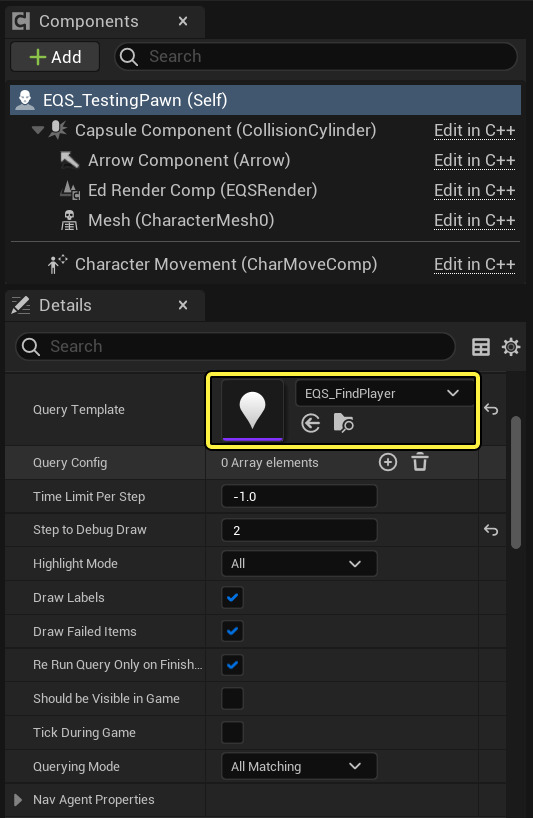 Components
Add
Search
EQS_TestingPawn (Self)
Capsule Component (CollisionCylinder) Edit in C++
Arrow Component (Arrow) Edit in C++
Ed Render Comp (EQSRender) Edit in C++
Mesh (CharacterMesh0) Edit in C++
Character Movement (CharMoveComp) Edit in C++
Details
Search
Query Template EQS_FindPlayer
Query Config 0 Array elements
Time Limit Per Step -1.0
Step to Debug Draw 2
Highlight Mode All
Draw Labels
Draw Failed Items
Re Run Query Only on Finish...
Should be Visible in Game
Tick During Game
Querying Mode All Matching
Nav Agent Properties